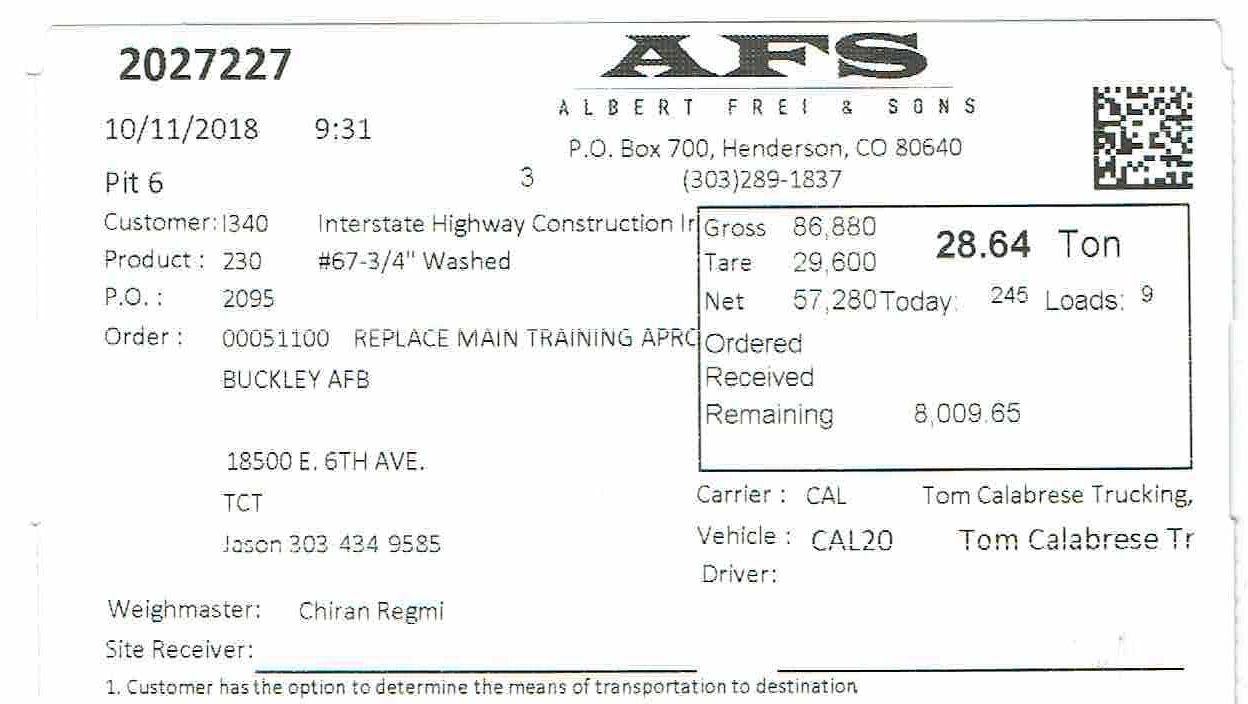 2027227
AFS
ALBERT FREI & SONS
10/11/2018 9:31
P.O. Box 700, Henderson, CO 80640
Pit 6 3 (303)289-1837
Customer: I340 Interstate Highway Construction Ir
Product : 230 #67-3/4" Washed
P.O. : 2095
Order : 00051100 REPLACE MAIN TRAINING APRO
BUCKLEY AFB
18500 E. 6TH AVE.
TCT
Jason 303 434 9585
Gross 86,880 28.64 Ton
Tare 29,600
Net 57,280 Today: 245 Loads: 9
Ordered
Received
Remaining 8,009.65
Carrier : CAL Tom Calabrese Trucking,
Vehicle : CAL20 Tom Calabrese Tr
Driver:
Weighmaster: Chiran Regmi
Site Receiver:
1. Customer has the option to determine the means of transportation to destination